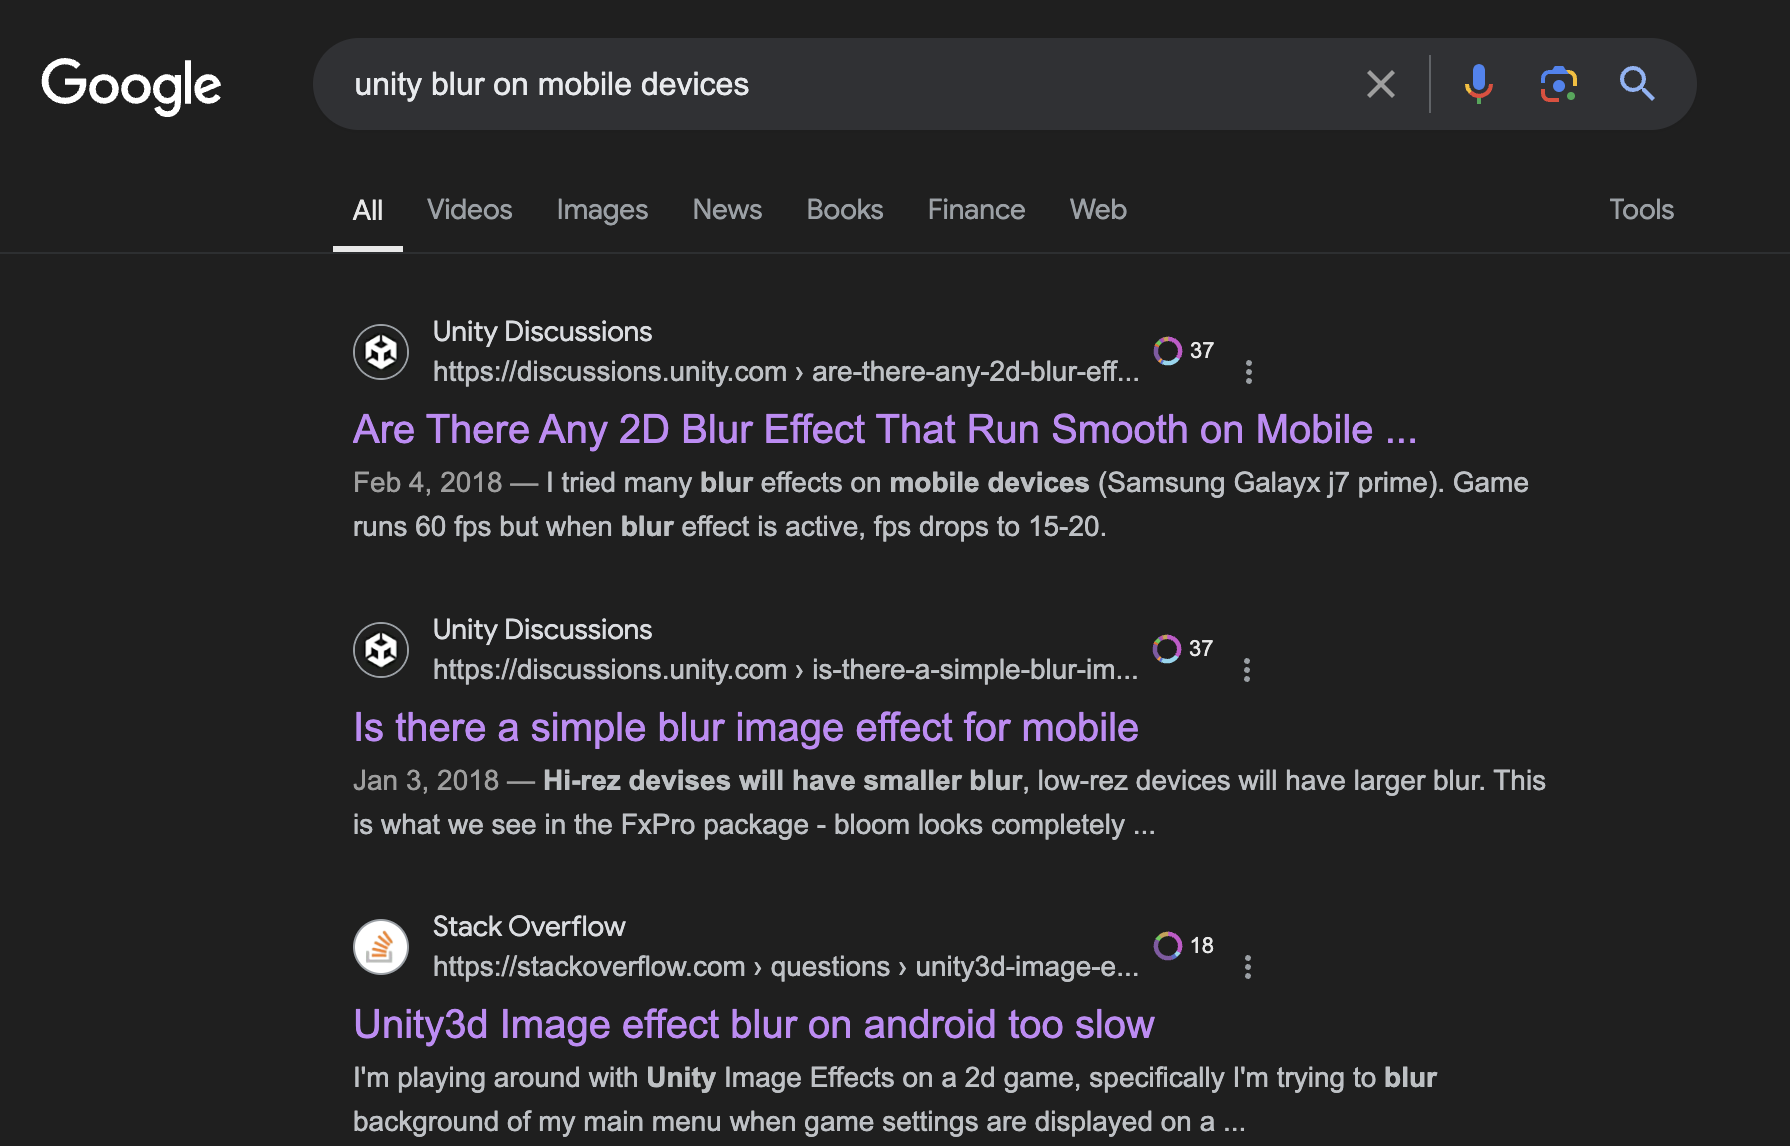 Google
unity blur on mobile devices
All Videos Images News Books Finance Web Tools
Unity Discussions
https://discussions.unity.com › are-there-any-2d-blur-eff...
37
Are There Any 2D Blur Effect That Run Smooth on Mobile ...
Feb 4, 2018 — I tried many blur effects on mobile devices (Samsung Galayx j7 prime). Game
runs 60 fps but when blur effect is active, fps drops to 15-20.
Unity Discussions
https://discussions.unity.com › is-there-a-simple-blur-im...
37
Is there a simple blur image effect for mobile
Jan 3, 2018 — Hi-rez devises will have smaller blur, low-rez devices will have larger blur. This
is what we see in the FxPro package - bloom looks completely ...
Stack Overflow
https://stackoverflow.com › questions › unity3d-image-e...
18
Unity3d Image effect blur on android too slow
I'm playing around with Unity Image Effects on a 2d game, specifically I'm trying to blur
background of my main menu when game settings are displayed on a ...